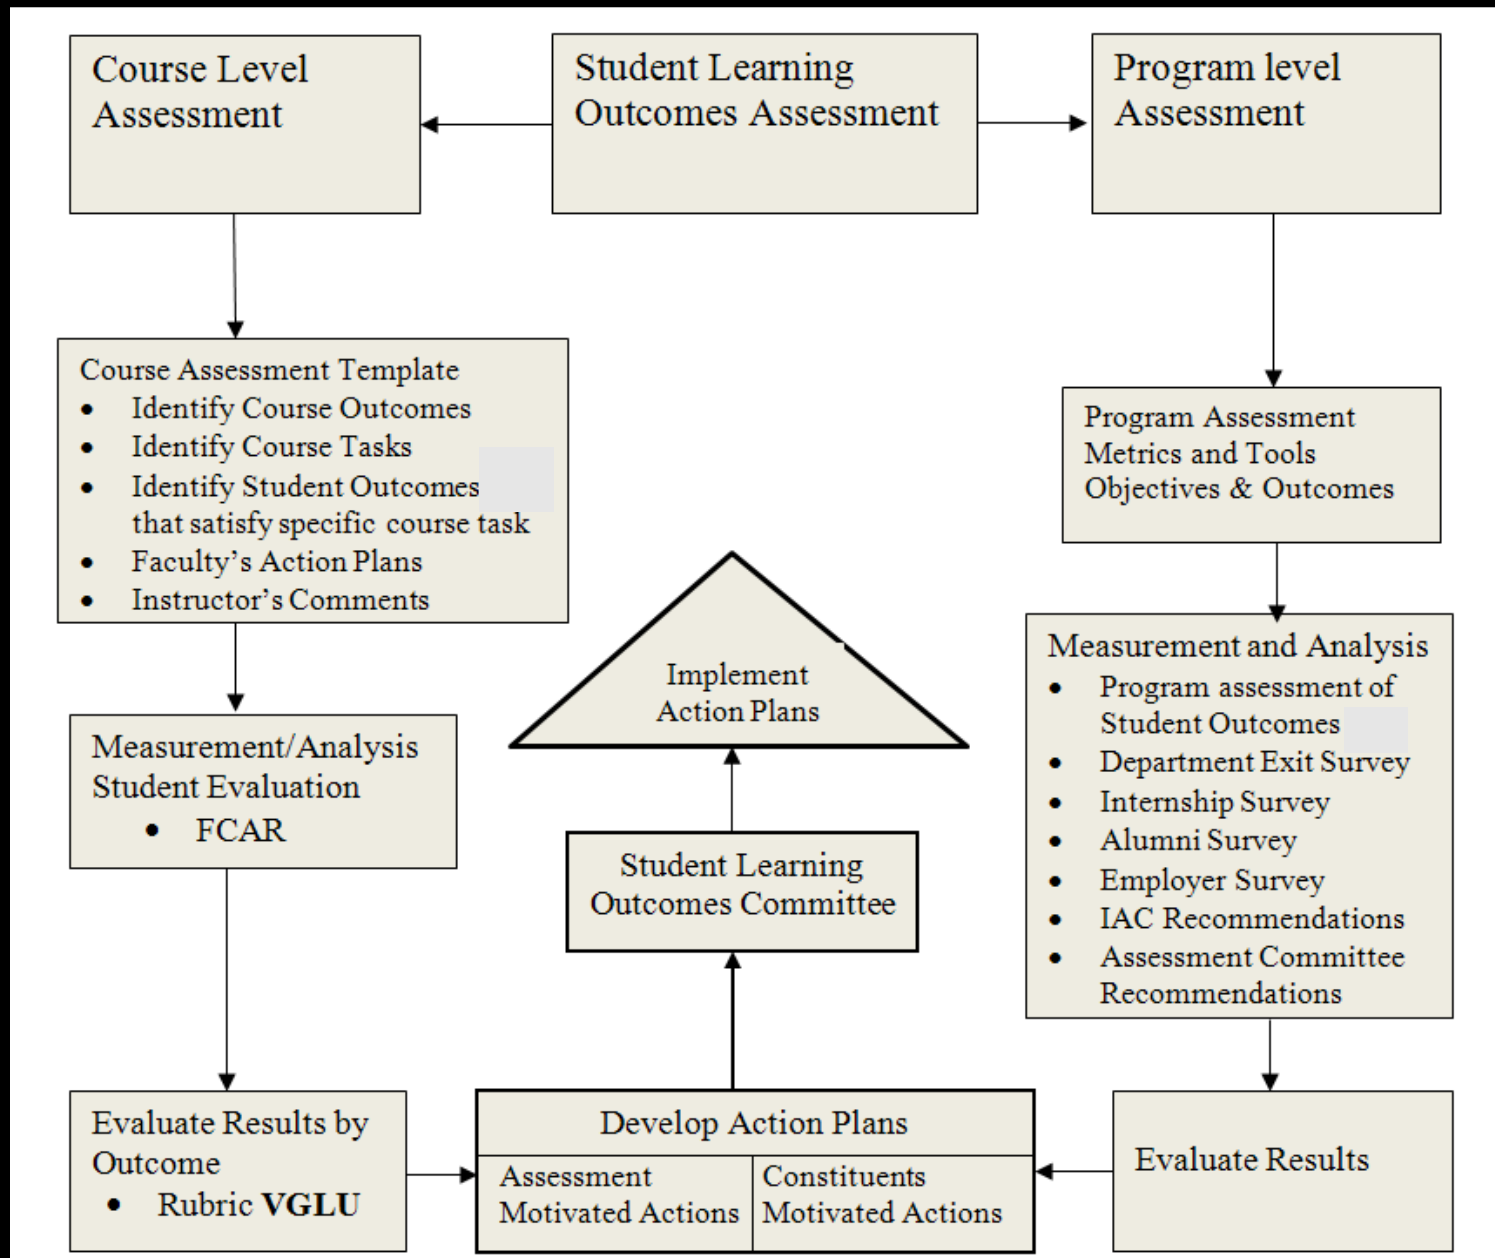 Course Level
Assessment
Student Learning
Outcomes Assessment
Program level
Assessment
Course Assessment Template
• Identify Course Outcomes
• Identify Course Tasks
• Identify Student Outcomes
that satisfy specific course task
• Faculty’s Action Plans
• Instructor’s Comments
Program Assessment
Metrics and Tools
Objectives & Outcomes
Measurement/Analysis
Student Evaluation
• FCAR
Implement
Action Plans
Measurement and Analysis
• Program assessment of
Student Outcomes
• Department Exit Survey
• Internship Survey
• Alumni Survey
• Employer Survey
• IAC Recommendations
• Assessment Committee
Recommendations
Student Learning
Outcomes Committee
Evaluate Results by
Outcome
• Rubric VGLU
Develop Action Plans
Assessment
Motivated Actions
Constituents
Motivated Actions
Evaluate Results